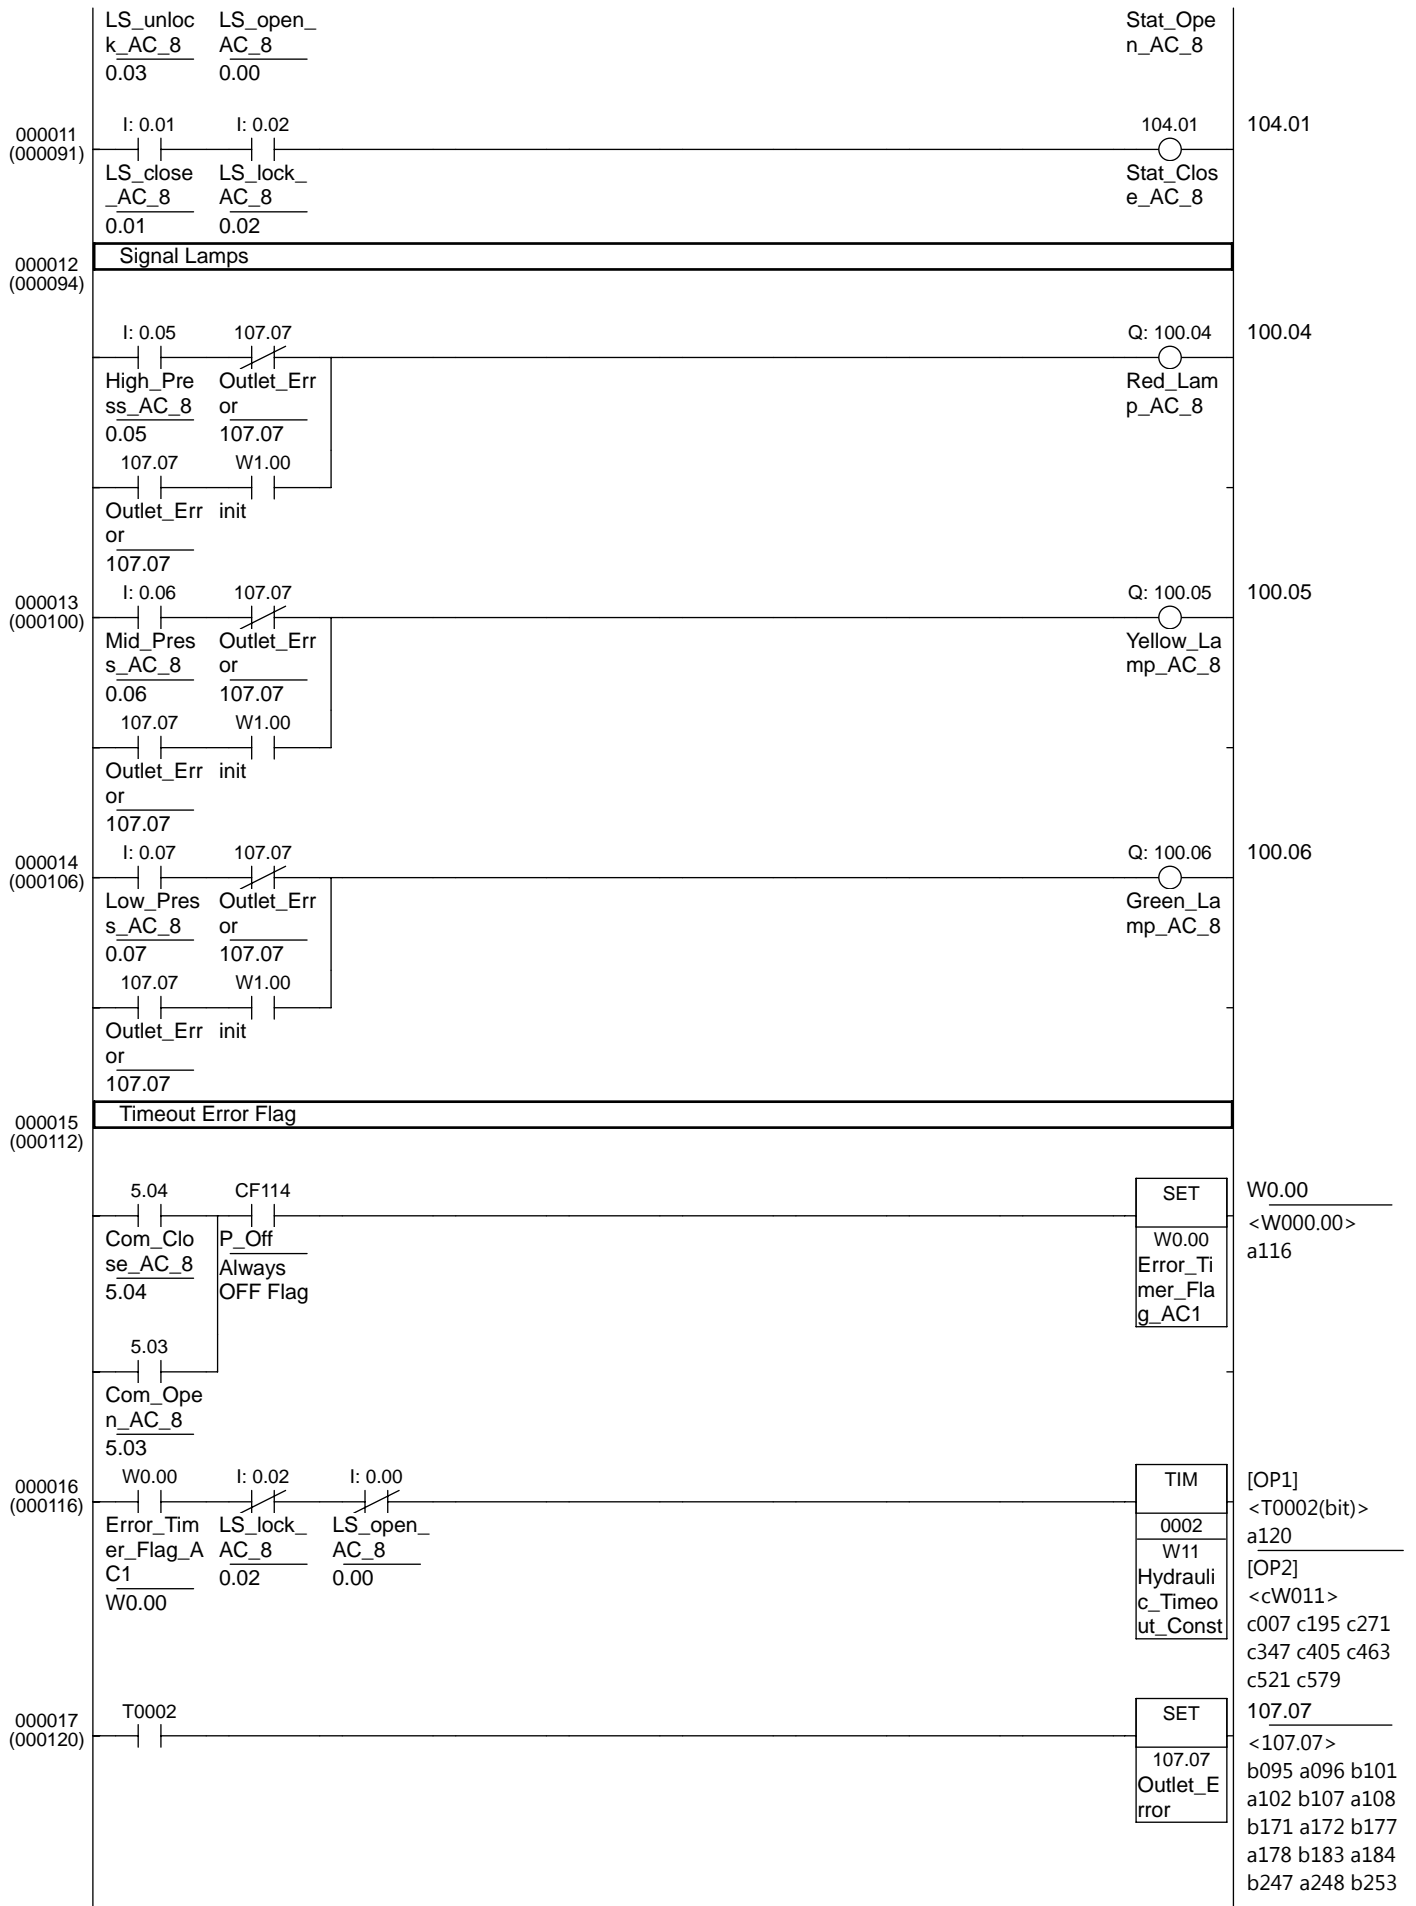 LS_unloc LS_open_ Stat_Ope
k_AC_8 AC_8 n_AC_8
0.03 0.00
I: 0.01 I: 0.02 104.01 104.01
000011
(000091)
LS_close LS_lock_ Stat_Clos
_AC_8 AC_8 e_AC_8
0.01 0.02
Signal Lamps
000012
(000094)
I: 0.05 107.07 Q: 100.04 100.04
High_Pre Outlet_Err Red_Lam
ss_AC_8 or p_AC_8
0.05 107.07
107.07 W1.00
Outlet_Err init
or
107.07
I: 0.06 107.07 Q: 100.05 100.05
000013
(000100)
Mid_Pres Outlet_Err Yellow_La
s_AC_8 or mp_AC_8
0.06 107.07
107.07 W1.00
Outlet_Err init
or
107.07
I: 0.07 107.07 Q: 100.06 100.06
000014
(000106)
Low_Pres Outlet_Err Green_La
s_AC_8 or mp_AC_8
0.07 107.07
107.07 W1.00
Outlet_Err init
or
107.07
Timeout Error Flag
000015
(000112)
5.04 CF114 SET W0.00
<W000.00>
Com_Clo P_Off W0.00 a116
se_AC_8 Always Error_Ti
5.04 OFF Flag mer_Fla
g_AC1
5.03
Com_Ope
n_AC_8
5.03
W0.00 I: 0.02 I: 0.00 TIM [OP1]
000016
(000116)
<T0002(bit)>
Error_Tim LS_lock_ LS_open_ 0002 a120
er_Flag_A AC_8 AC_8 W11 [OP2]
C1 0.02 0.00 Hydrauli <cW011>
W0.00 c_Timeo c007 c195 c271
ut_Const c347 c405 c463
c521 c579
T0002 SET 107.07
000017
(000120)
<107.07>
107.07 b095 a096 b101
Outlet_E a102 b107 a108
rror b171 a172 b177
a178 b183 a184
b247 a248 b253